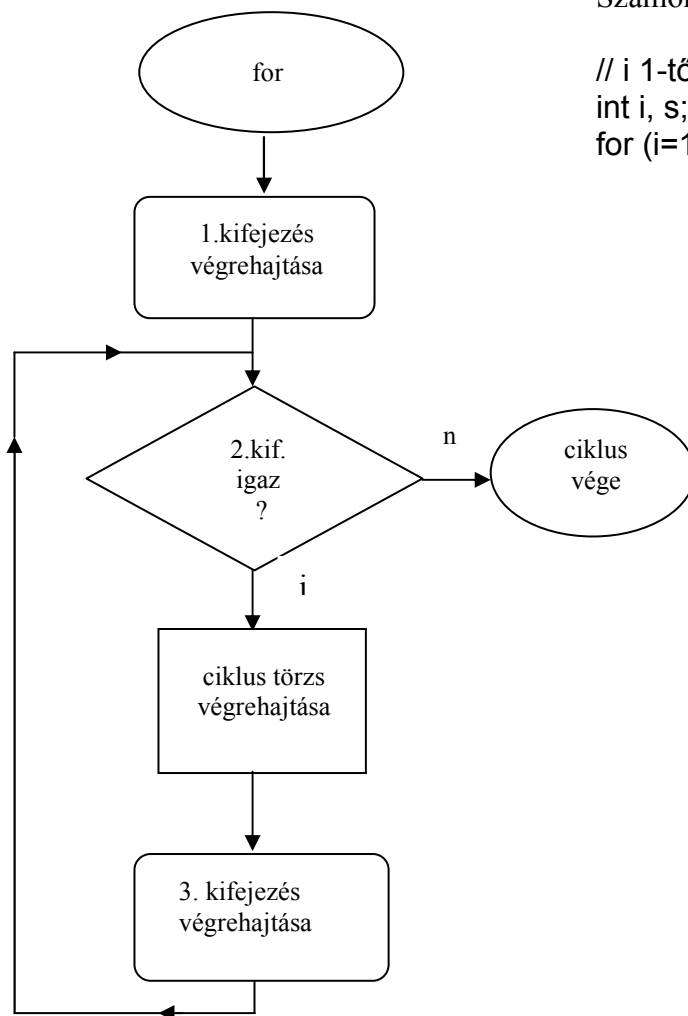 for
1.kifejezés
végrehajtása
2.kif.
igaz
?
n
ciklus
vége
i
ciklus törzs
végrehajtása
3. kifejezés
végrehajtása
// i 1-tő
int i, s;
for (i=1